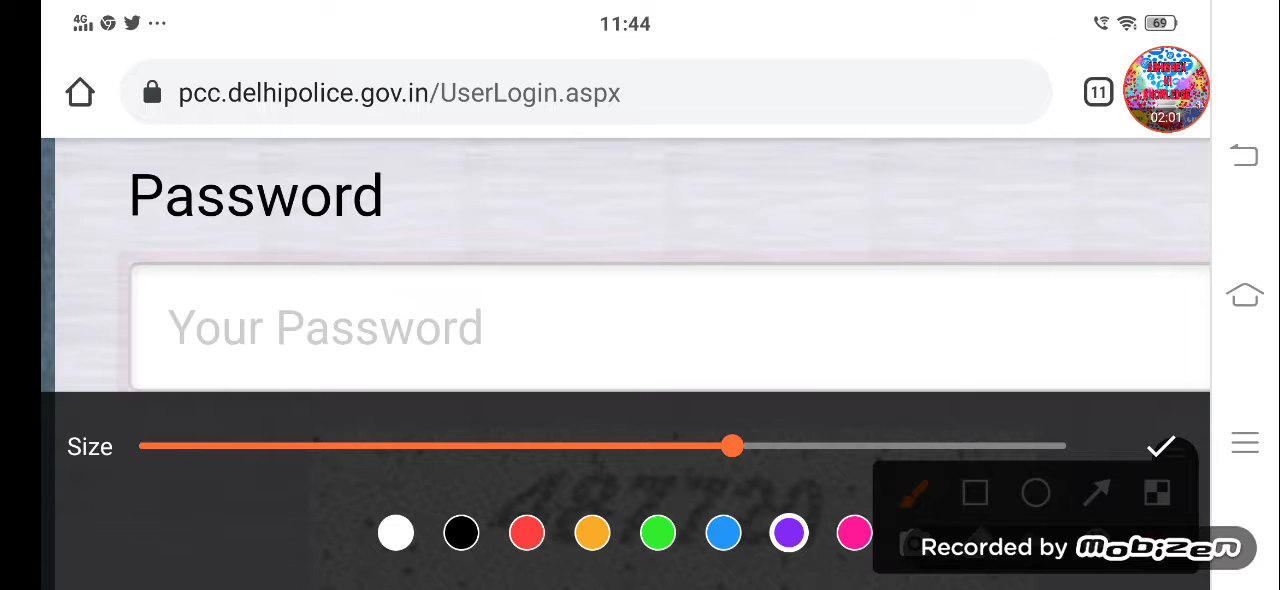 4G 11:44 69
pcc.delhipolice.gov.in/UserLogin.aspx 11
02:01
Password
Your Password
Size
Recorded by mobizen